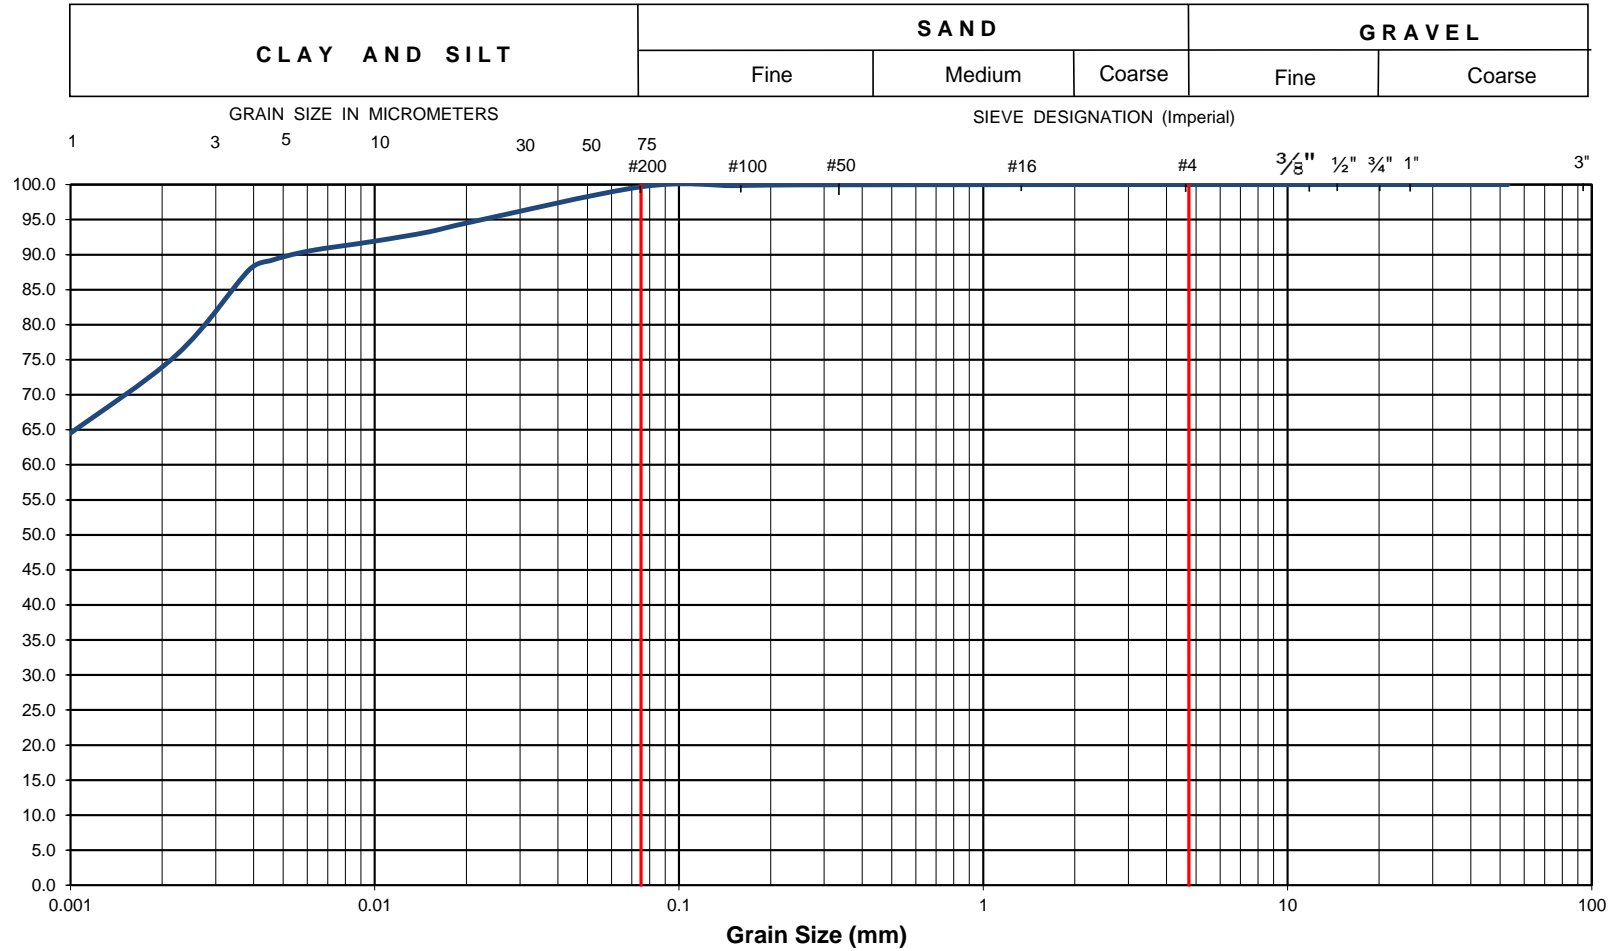 SAND
GRAVEL
CLAY AND SILT
Fine Medium Coarse Fine Coarse
GRAIN SIZE IN MICROMETERS
SIEVE DESIGNATION (Imperial)
1 3 5 10 30 50 75
#200 #100 #50 #16 #4 ⅜" ½" ¾" 1" 3"
100.0
95.0
90.0
85.0
80.0
75.0
70.0
65.0
60.0
55.0
50.0
45.0
40.0
35.0
30.0
25.0
20.0
15.0
10.0
5.0
0.0
0.001 0.01 0.1 1 10 100
Grain Size (mm)